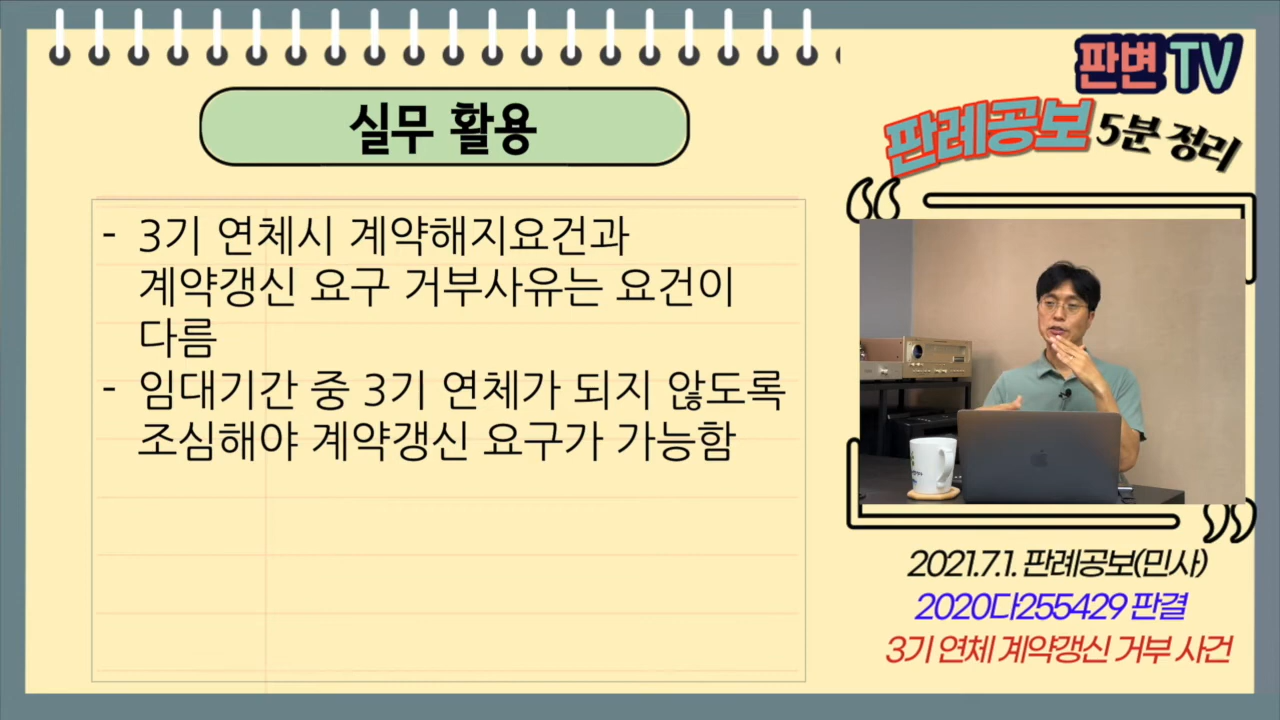 실무 활용
- 3기 연체시 계약해지요건과
계약갱신 요구 거부사유는 요건이
다름
- 임대기간 중 3기 연체가 되지 않도록
조심해야 계약갱신 요구가 가능함
판변TV
판례공보 5분 정리
2021.7.1. 판례공보(민사)
2020다255429 판결
3기 연체 계약갱신 거부 사건